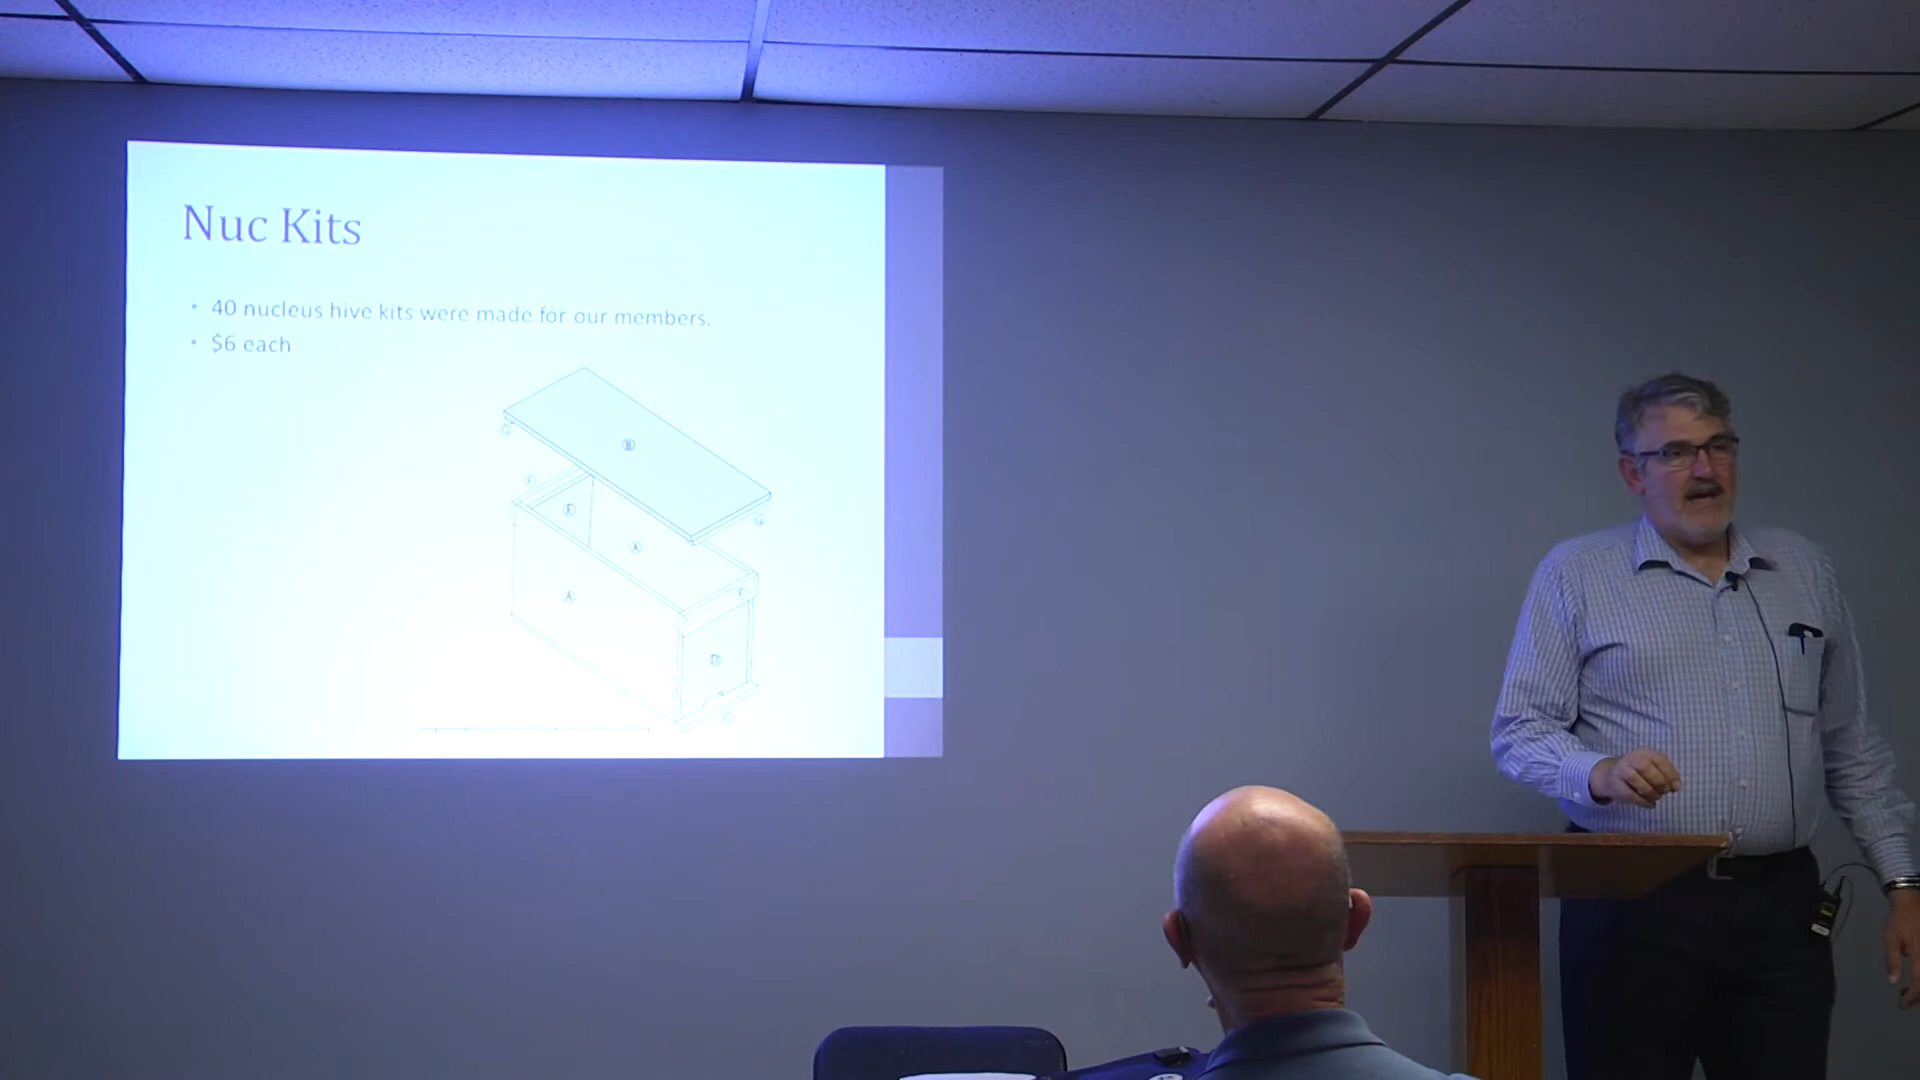 Nuc Kits
• 40 nucleus hive kits were made for our members.
• $6 each
B
G
F
G
E
A
A
F
D